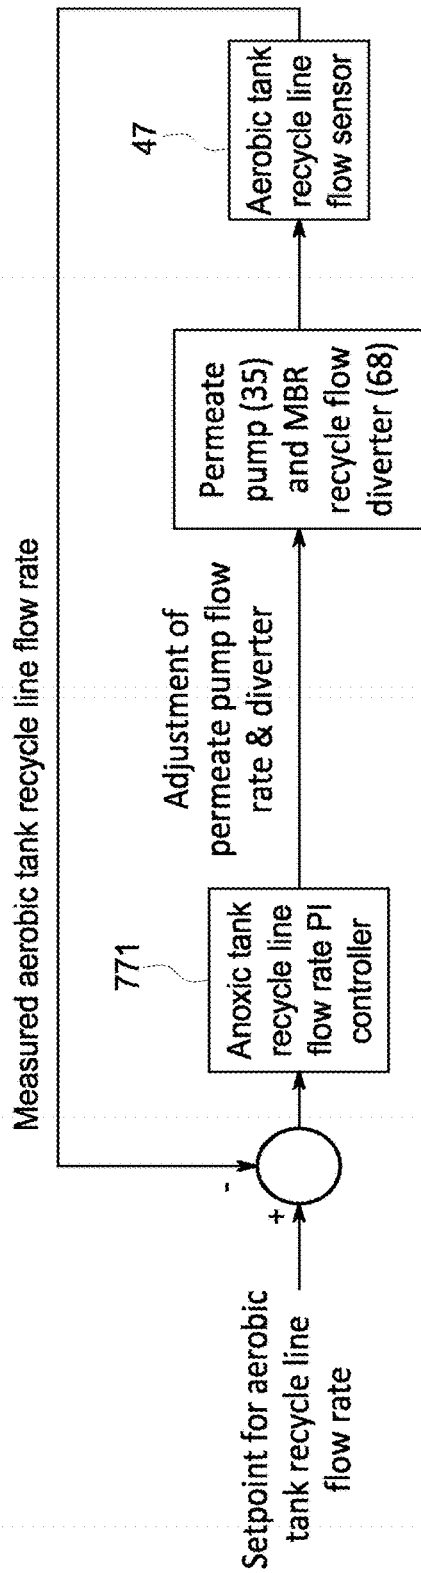 Measured aerobic tank recycle line flow rate
Setpoint for aerobic
tank recycle line
flow rate
+
-
771
Anoxic tank
recycle line
flow rate PI
controller
Adjustment of
permeate pump flow
rate & diverter
Permeate
pump (35)
and MBR
recycle flow
diverter (68)
47
Aerobic tank
recycle line
flow sensor